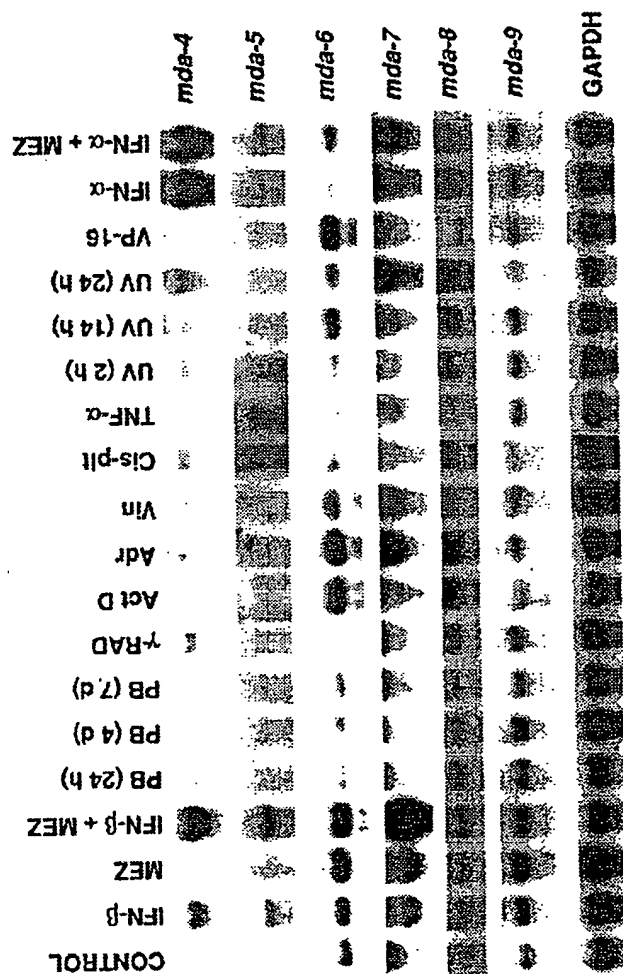 mda-4
mda-5
mda-6
mda-7
mda-8
mda-9
GAPDH
IFN-α + MEZ
IFN-α
VP-16
UV (24 h)
UV (14 h)
UV (2 h)
TNF-α
Cis-plt
Vin
Adr
Act D
γ-RAD
PB (7 d)
PB (4 d)
PB (24 h)
IFN-β + MEZ
MEZ
IFN-β
CONTROL